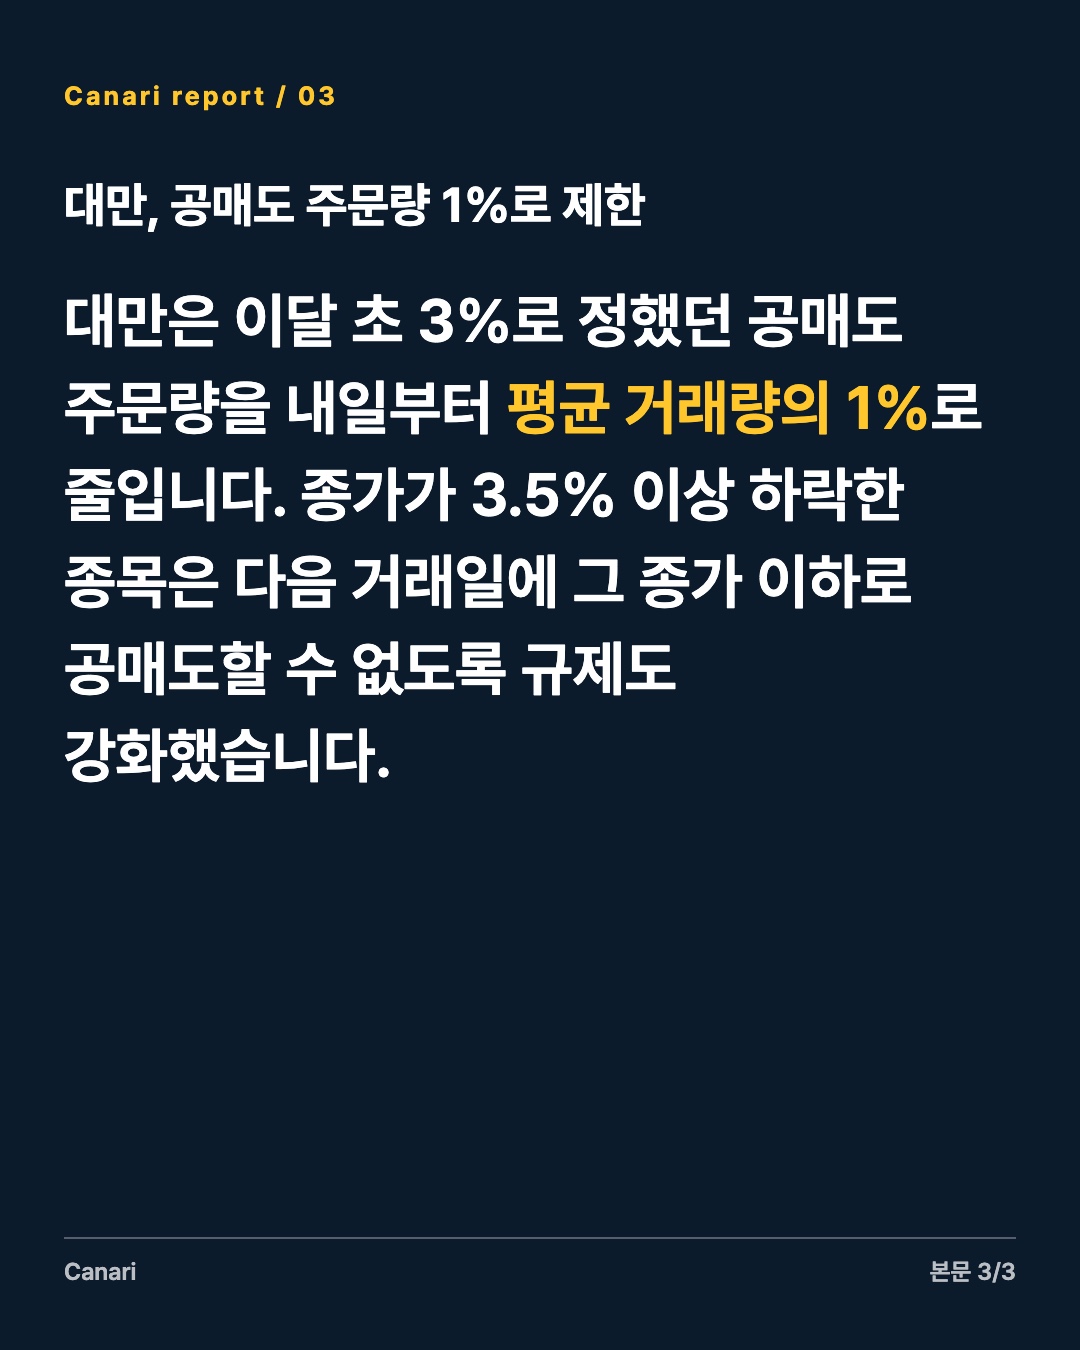 Canari report / 03
대만, 공매도 주문량 1%로 제한
대만은 이달 초 3%로 정했던 공매도
주문량을 내일부터 평균 거래량의 1%로
줄입니다. 종가가 3.5% 이상 하락한
종목은 다음 거래일에 그 종가 이하로
공매도할 수 없도록 규제도
강화했습니다.
Canari
본문 3/3